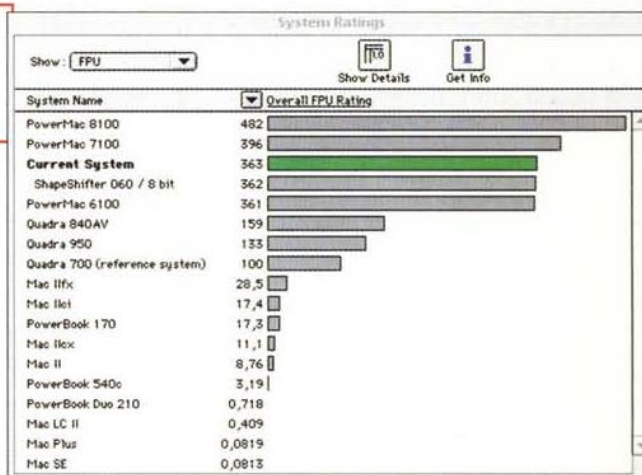 System Ratings
Show: FPU
Show Details
Get Info
System Name Overall FPU Rating
PowerMac 8100 482
PowerMac 7100 396
Current System 363
ShapeShifter 060 / 8 bit 362
PowerMac 6100 361
Quadra 840AV 159
Quadra 950 133
Quadra 700 (reference system) 100
Mac IIfx 28,5
Mac IIci 17,4
PowerBook 170 17,3
Mac IIcx 11,1
Mac II 8,76
PowerBook 540c 3,19
PowerBook Duo 210 0,718
Mac LC II 0,409
Mac Plus 0,0819
Mac SE 0,0813